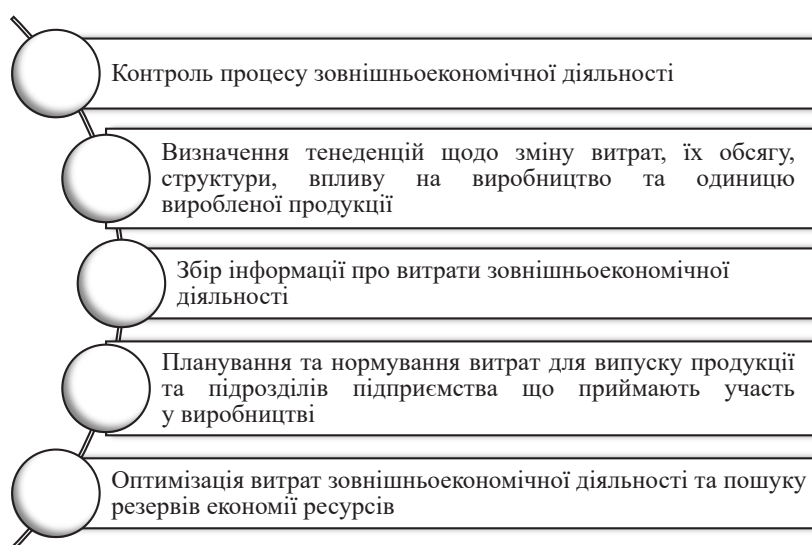 Контроль процесу зовнішньоекономічної діяльності
Визначення тенеденцій щодо зміну витрат, їх обсягу,
структури, впливу на виробництво та одиницю
виробленої продукції
Збір інформації про витрати зовнішньоекономічної
діяльності
Планування та нормування витрат для випуску продукції
та підрозділів підприємства що приймають участь
у виробництві
Оптимізація витрат зовнішньоекономічної діяльності та пошуку
резервів економії ресурсів